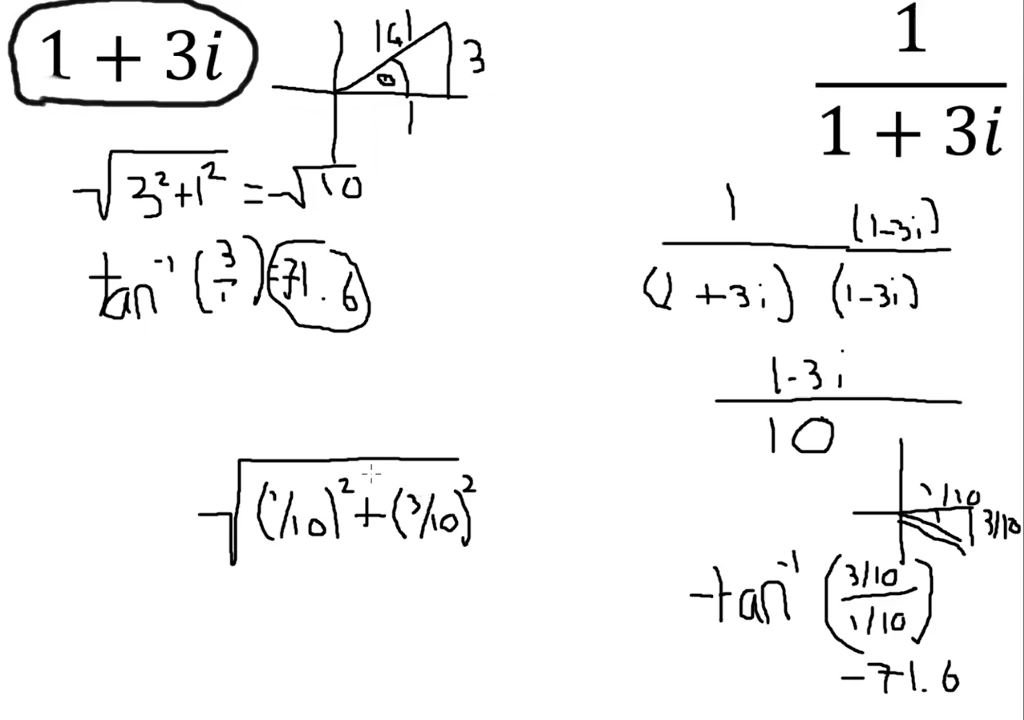 1 + 3i
|G| 3
θ
1
√(3² + 1²) = √10
tan⁻¹ (3/1) = 71.6
√((1/10)² + (3/10)²)
1
1 + 3i
1 (1-3i)
(1 +3i) (1-3i)
1-3i
10
1/10
3/10
-tan⁻¹ (3/10
1/10)
-71.6